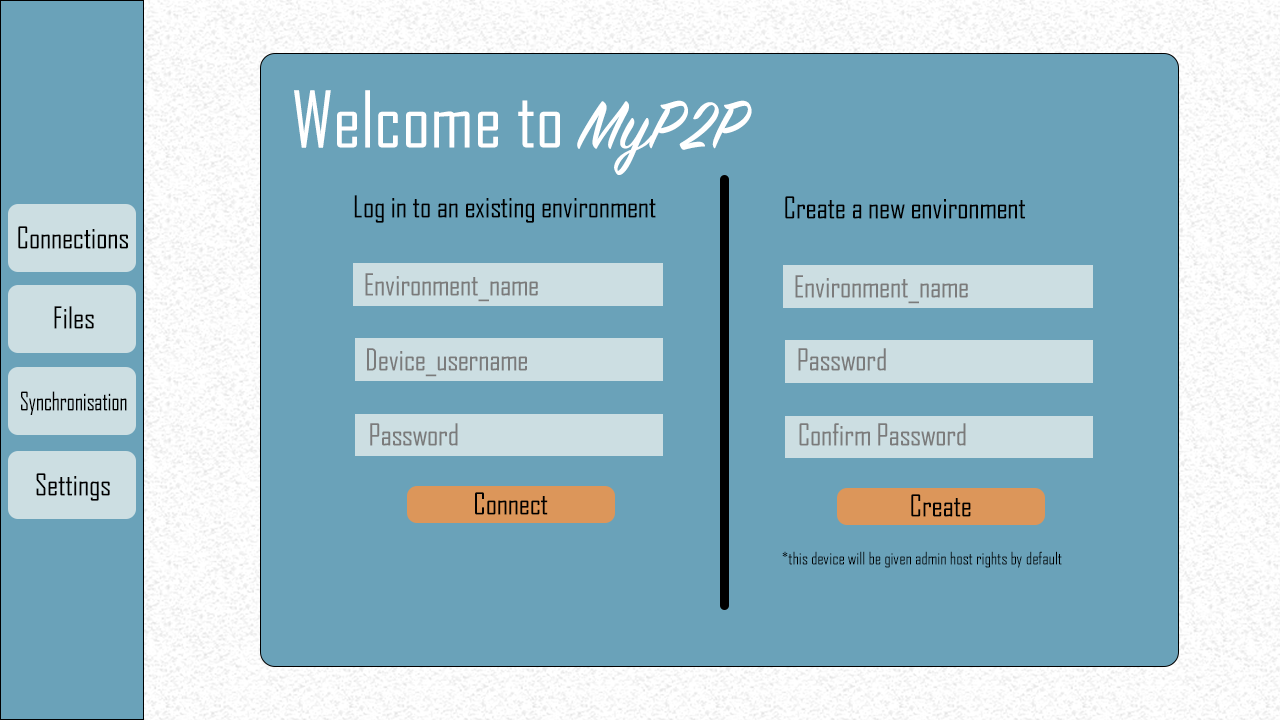 Connections
Files
Synchronisation
Settings
Welcome to MyP2P
Log in to an existing environment
Environment_name
Device_username
Password
Connect
Create a new environment
Environment_name
Password
Confirm Password
Create
*this device will be given admin host rights by default